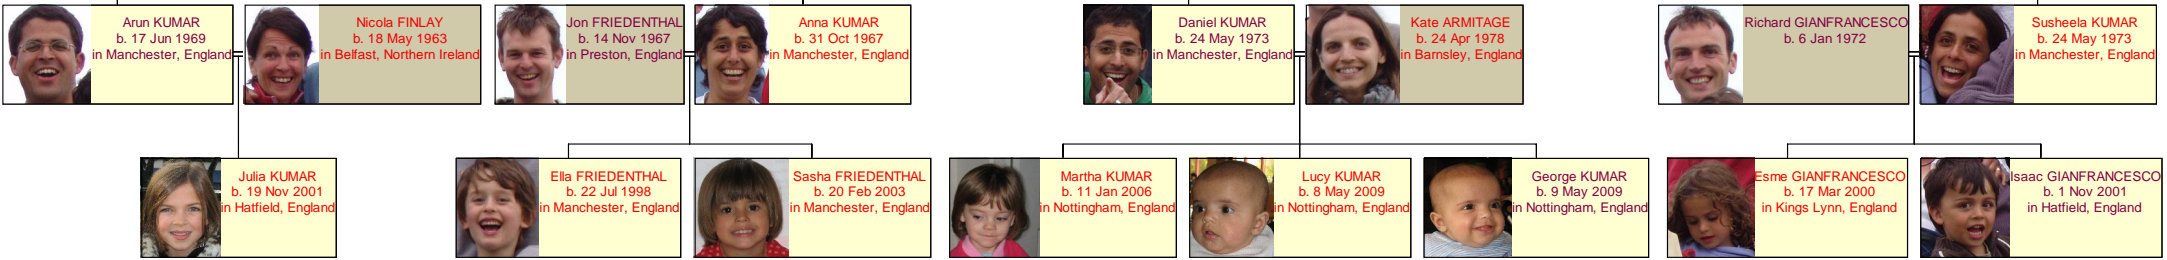 Arun KUMAR
b. 17 Jun 1969
in Manchester, England
Nicola FINLAY
b. 18 May 1963
in Belfast, Northern Ireland
Jon FRIEDENTHAL
b. 14 Nov 1967
in Preston, England
Anna KUMAR
b. 31 Oct 1967
in Manchester, England
Daniel KUMAR
b. 24 May 1973
in Manchester, England
Kate ARMITAGE
b. 24 Apr 1978
in Barnsley, England
Richard GIANFRANCESCO
b. 6 Jan 1972
Susheela KUMAR
b. 24 May 1973
in Manchester, England
Julia KUMAR
b. 19 Nov 2001
in Hatfield, England
Ella FRIEDENTHAL
b. 22 Jul 1998
in Manchester, England
Sasha FRIEDENTHAL
b. 20 Feb 2003
in Manchester, England
Martha KUMAR
b. 11 Jan 2006
in Nottingham, England
Lucy KUMAR
b. 8 May 2009
in Nottingham, England
George KUMAR
b. 9 May 2009
in Nottingham, England
Esme GIANFRANCESCO
b. 17 Mar 2000
in Kings Lynn, England
Isaac GIANFRANCESCO
b. 1 Nov 2001
in Hatfield, England